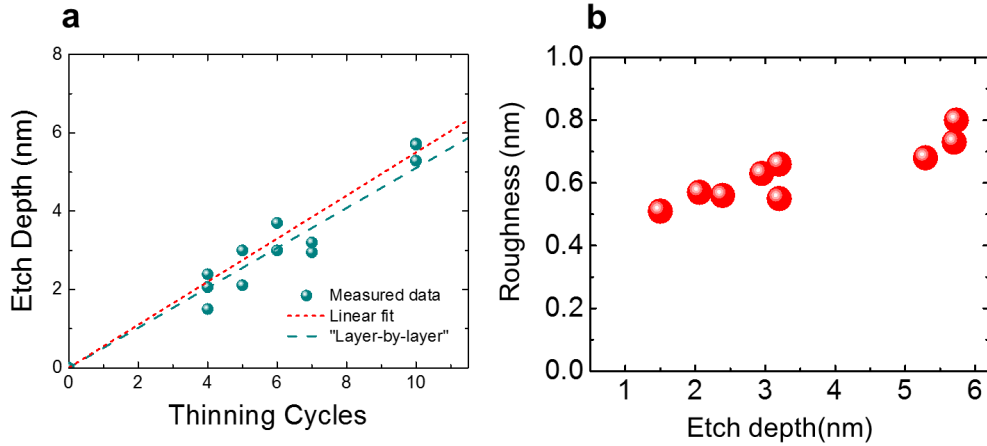 a
8
6
4
2
0
Etch Depth (nm)
Measured data
Linear fit
"Layer-by-layer"
0 2 4 6 8 10
Thinning Cycles
b
1.0
0.8
0.6
0.4
0.2
0.0
Roughness (nm)
1 2 3 4 5 6
Etch depth(nm)